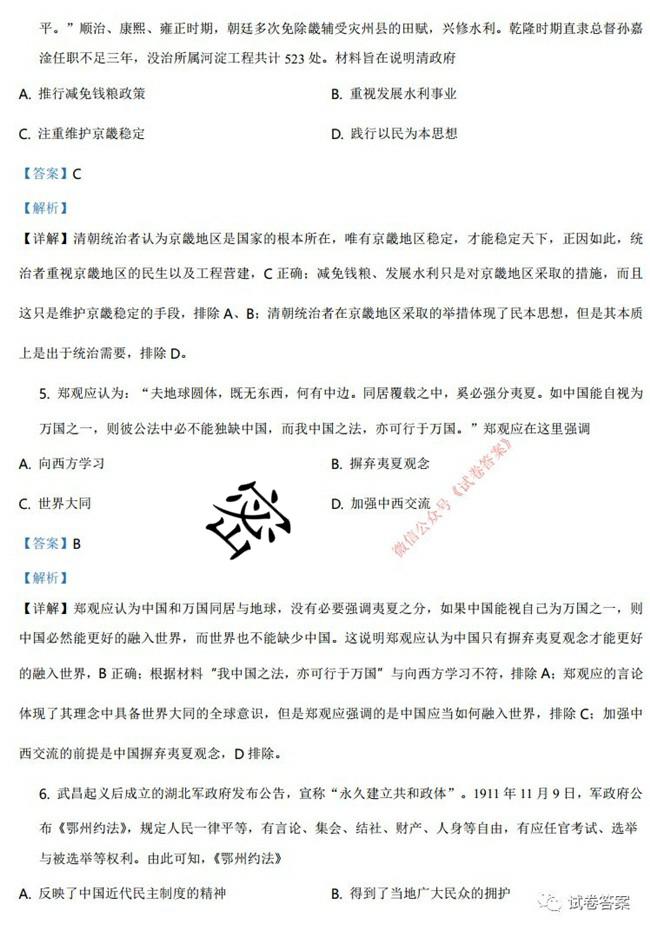 平。”顺治、康熙、雍正时期，朝廷多次免除畿辅受灾州县的田赋，兴修水利。乾隆时期直隶总督孙嘉
淦任职不足三年，没治所属河淀工程共计 523 处。材料旨在说明清政府
A. 推行减免钱粮政策 B. 重视发展水利事业
C. 注重维护京畿稳定 D. 践行以民为本思想
【答案】C
【解析】
【详解】清朝统治者认为京畿地区是国家的根本所在，唯有京畿地区稳定，才能稳定天下，正因如此，统
治者重视京畿地区的民生以及工程营建，C 正确；减免钱粮、发展水利只是对京畿地区采取的措施，而且
这只是维护京畿稳定的手段，排除 A、B；清朝统治者在京畿地区采取的举措体现了民本思想，但是其本质
上是出于统治需要，排除 D。
5. 郑观应认为：“夫地球圆体，既无东西，何有中边。同居覆载之中，奚必强分夷夏。如中国能自视为
万国之一，则彼公法中必不能独缺中国，而我中国之法，亦可行于万国。”郑观应在这里强调
A. 向西方学习 B. 摒弃夷夏观念
C. 世界大同 D. 加强中西交流
密
微信公众号《试卷答案》
【答案】B
【解析】
【详解】郑观应认为中国和万国同居与地球，没有必要强调夷夏之分，如果中国能视自己为万国之一，则
中国必然能更好的融入世界，而世界也不能缺少中国。这说明郑观应认为中国只有摒弃夷夏观念才能更好
的融入世界，B 正确；根据材料“我中国之法，亦可行于万国”与向西方学习不符，排除 A；郑观应的言论
体现了其理念中具备世界大同的全球意识，但是郑观应强调的是中国应当如何融入世界，排除 C；加强中
西交流的前提是中国摒弃夷夏观念，D 排除。
6. 武昌起义后成立的湖北军政府发布公告，宣称“永久建立共和政体”。1911 年 11 月 9 日，军政府公
布《鄂州约法》，规定人民一律平等，有言论、集会、结社、财产、人身等自由，有应任官考试、选举
与被选举等权利。由此可知，《鄂州约法》
A. 反映了中国近代民主制度的精神 B. 得到了当地广大民众的拥护
试卷答案